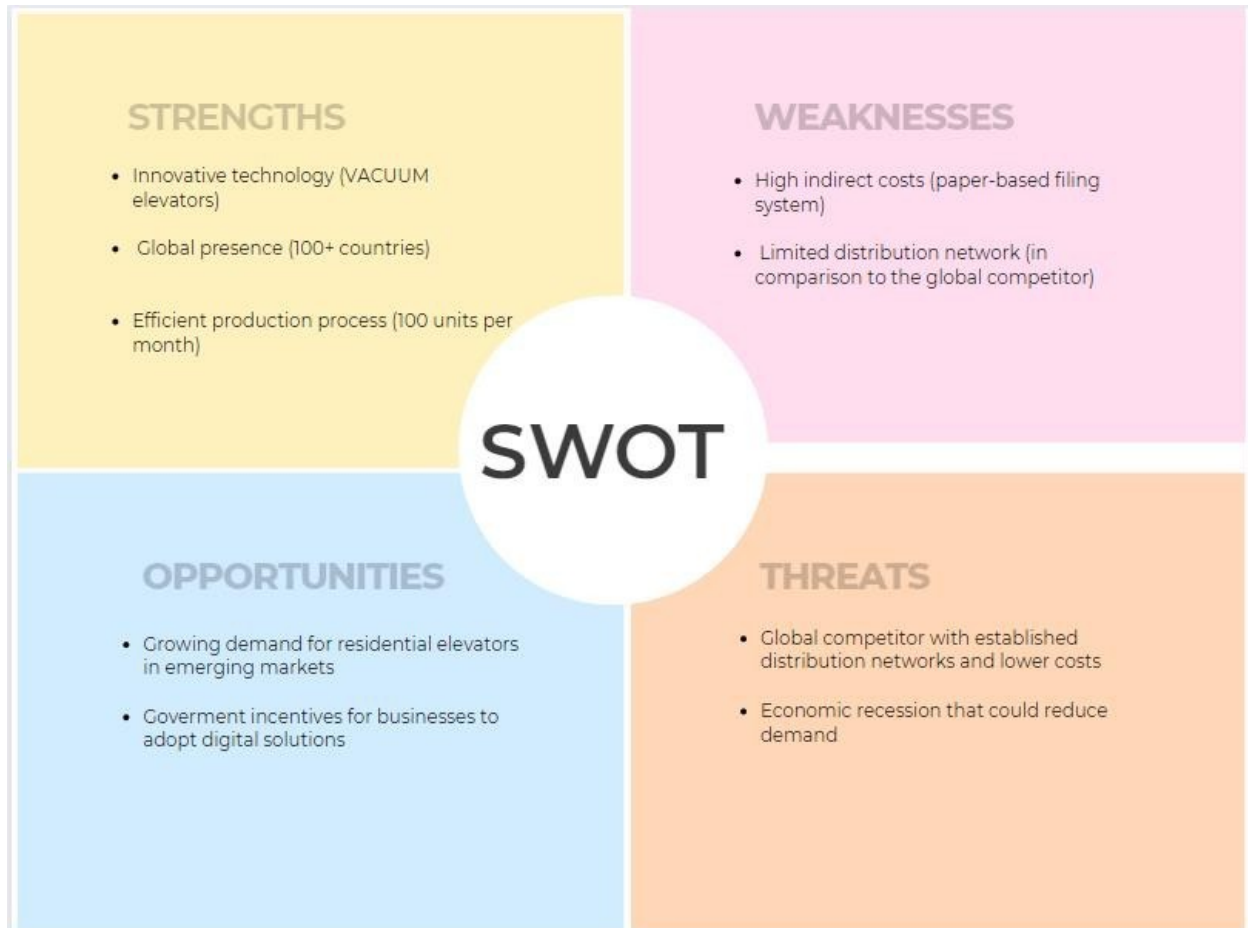 STRENGTHS
• Innovative technology (VACUUM
elevators)
• Global presence (100+ countries)
• Efficient production process (100 units per
month)
WEAKNESSES
• High indirect costs (paper-based filing
system)
• Limited distribution network (in
comparison to the global competitor)
SWOT
OPPORTUNITIES
• Growing demand for residential elevators
in emerging markets
• Goverment incentives for businesses to
adopt digital solutions
THREATS
• Global competitor with established
distribution networks and lower costs
• Economic recession that could reduce
demand